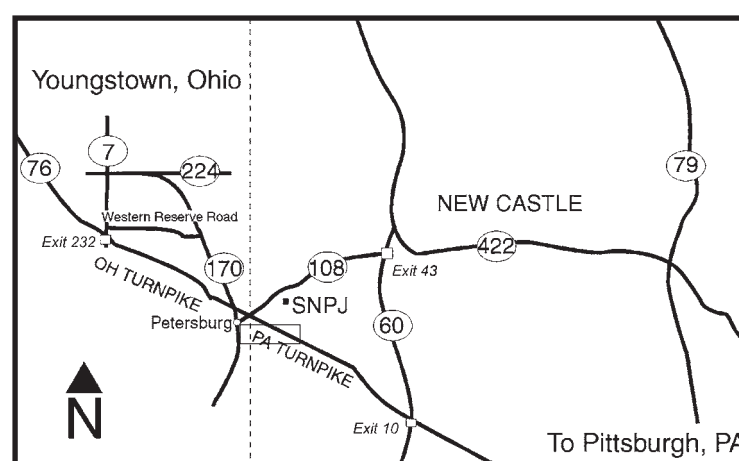 Youngstown, Ohio
7
76
224
79
Western Reserve Road
NEW CASTLE
Exit 232
422
OH TURNPIKE
170
108
Exit 43
SNPJ
Petersburg
60
PA TURNPIKE
N
Exit 10
To Pittsburgh, PA